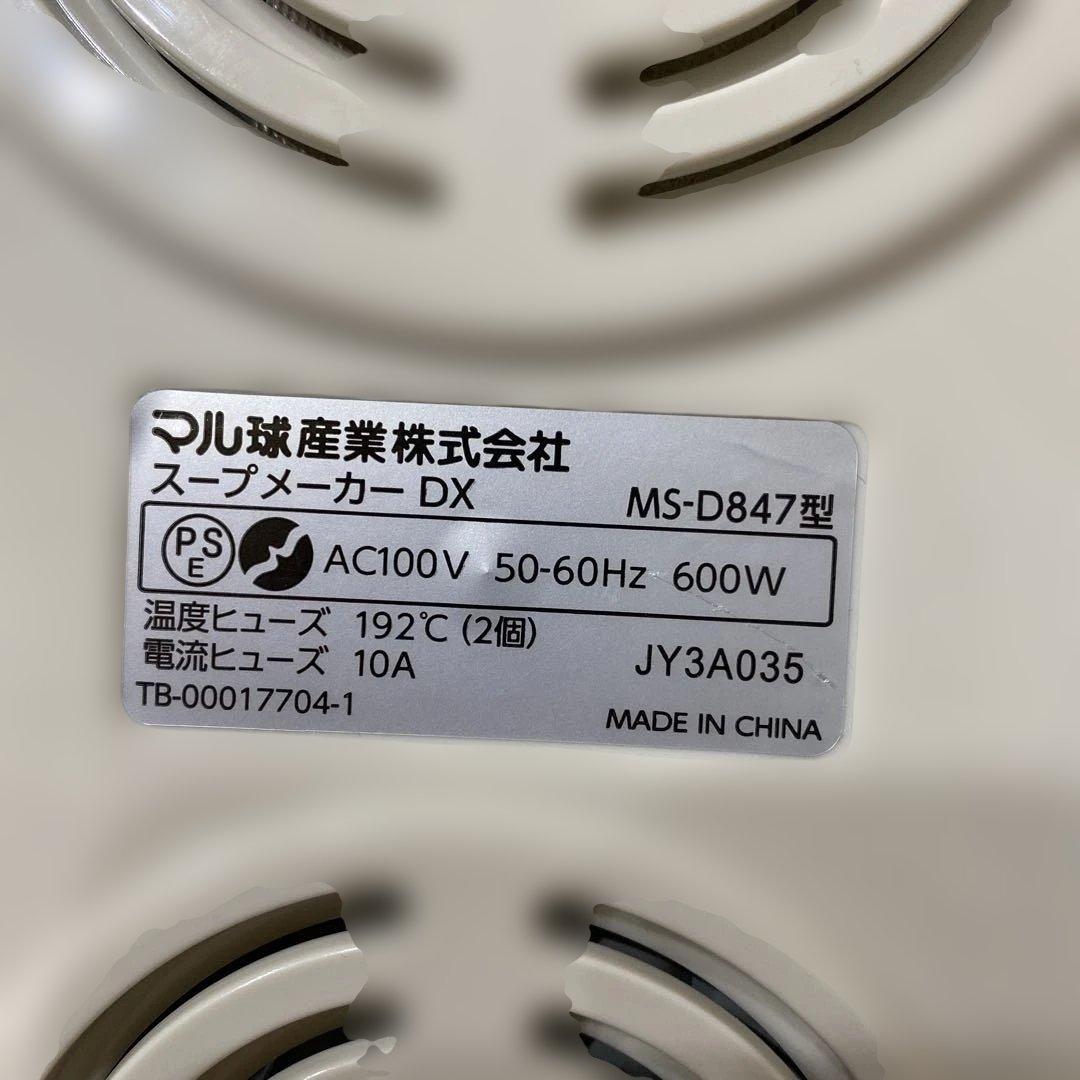 マル球産業株式会社
スープメーカー DX MS-D847型
PSE AC100V 50-60Hz 600W
温度ヒューズ 192℃ (2個)
電流ヒューズ 10A JY3A035
TB-00017704-1
MADE IN CHINA